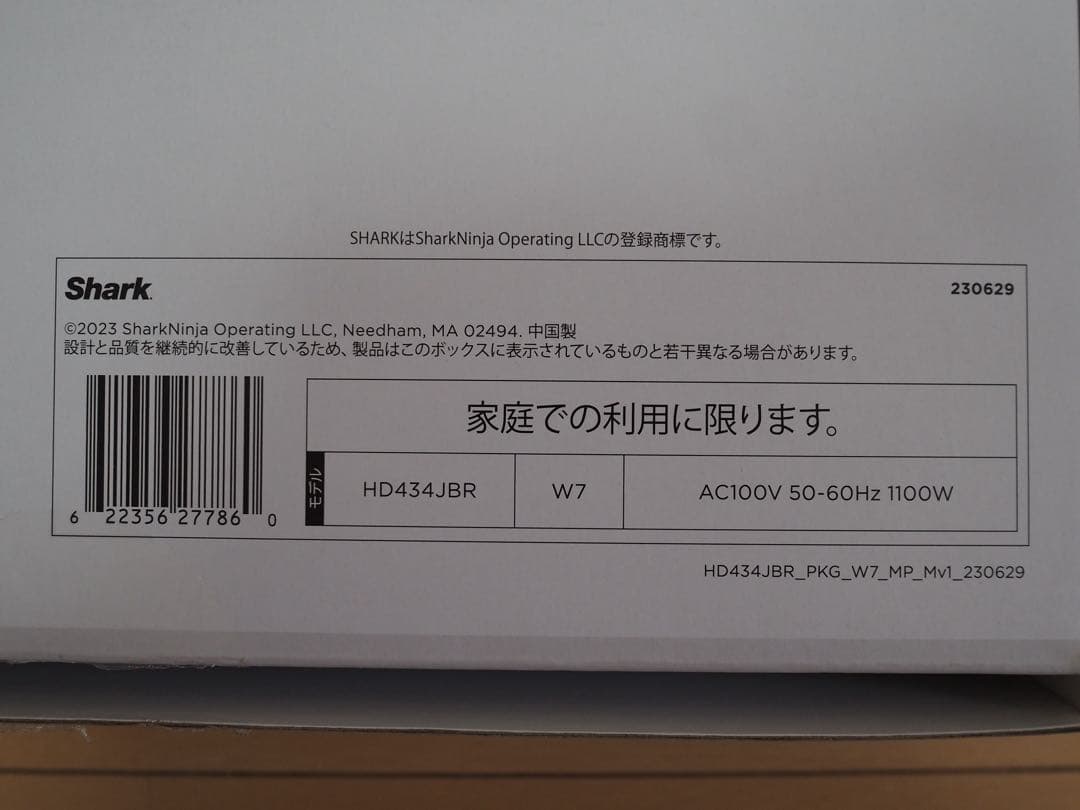 SHARKはSharkNinja Operating LLCの登録商標です。
Shark.
230629
©2023 SharkNinja Operating LLC, Needham, MA 02494. 中国製
設計と品質を継続的に改善しているため、製品はこのボックスに表示されているものと若干異なる場合があります。
家庭での利用に限ります。
モデル HD434JBR W7 AC100V 50-60Hz 1100W
6 22356 27786 0
HD434JBR_PKG_W7_MP_Mv1_230629